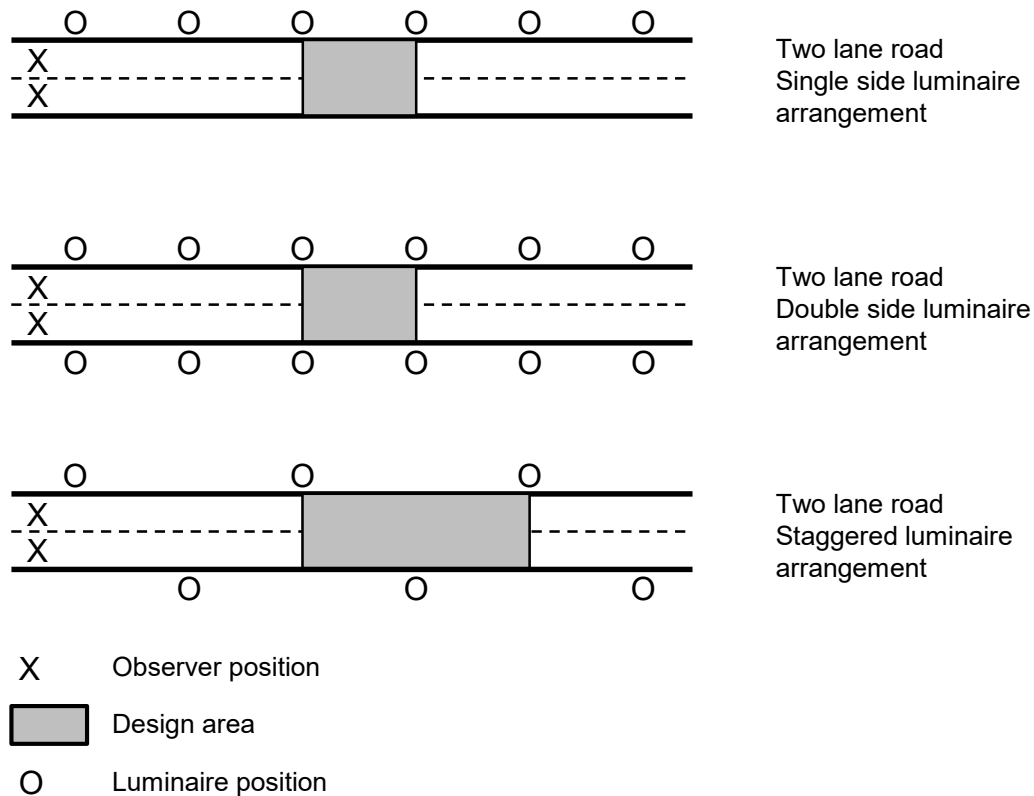 O O O O O O
X
X
Two lane road
Single side luminaire
arrangement
O O O O O O
X
X
O O O O O O
Two lane road
Double side luminaire
arrangement
O O O
X
X
O O O
Two lane road
Staggered luminaire
arrangement
X Observer position
Design area
O Luminaire position